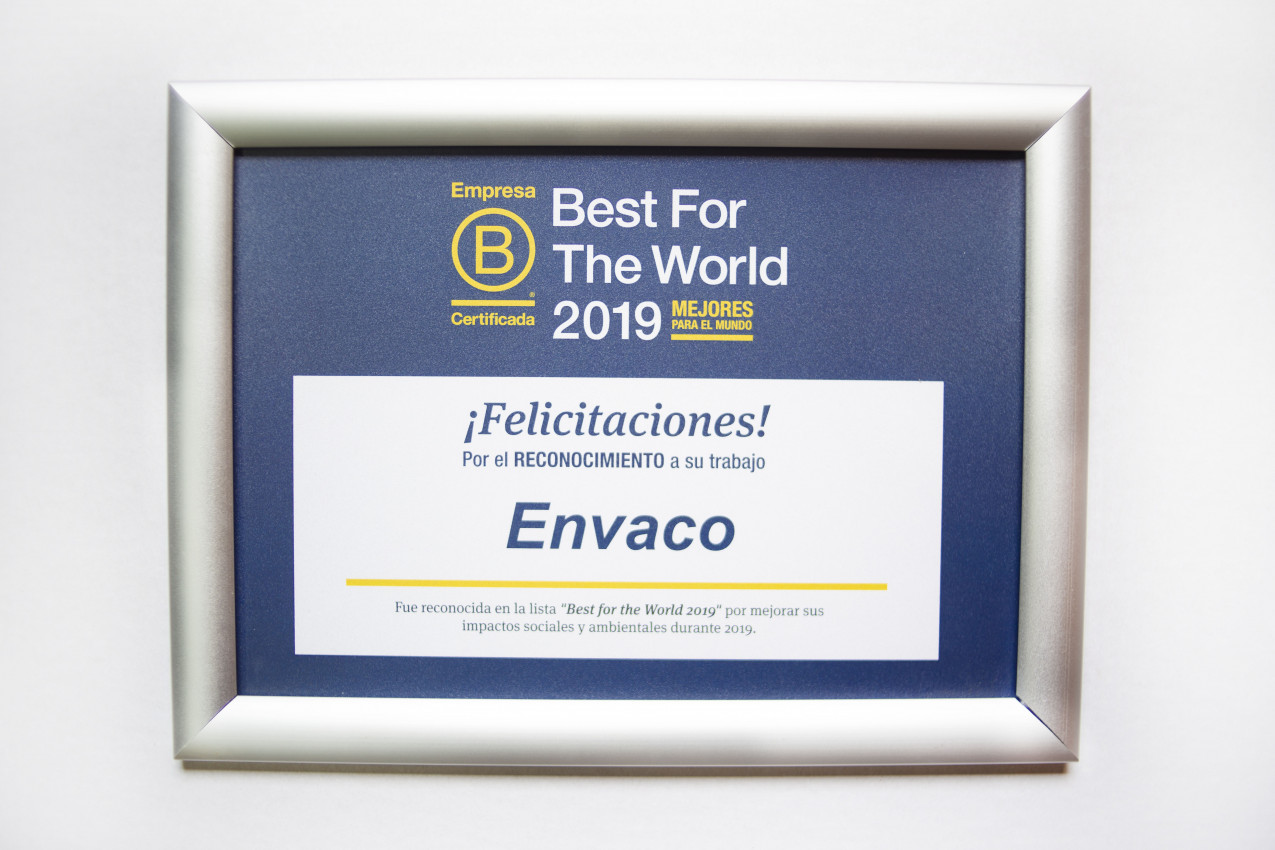 Empresa
B
®
Certificada
Best For
The World
2019
MEJORES
PARA EL MUNDO
¡Felicitaciones!
Por el RECONOCIMIENTO a su trabajo
Envaco
Fue reconocida en la lista "Best for the World 2019" por mejorar sus
impactos sociales y ambientales durante 2019.